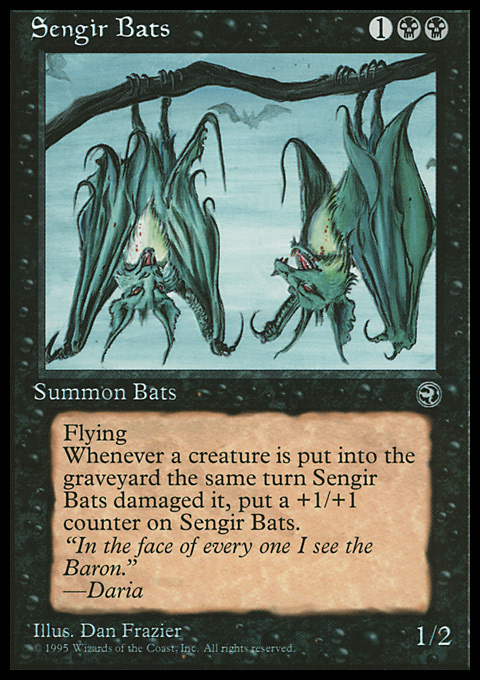 Sengir Bats 1
Summon Bats
Flying
Whenever a creature is put into the
graveyard the same turn Sengir
Bats damaged it, put a +1/+1
counter on Sengir Bats.
“In the face of every one I see the
Baron.”
—Daria
Illus. Dan Frazier
1/2
© 1995 Wizards of the Coast, Inc. All rights reserved.